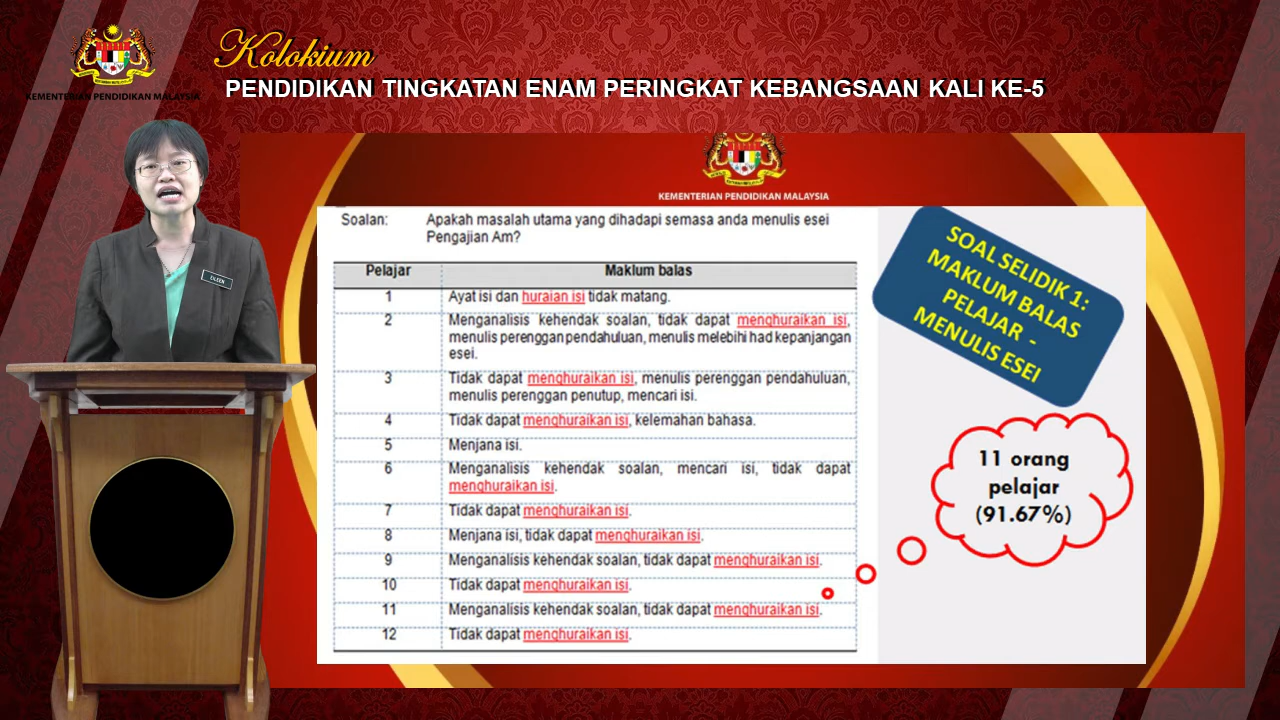 Kolokium
PENDIDIKAN TINGKATAN ENAM PERINGKAT KEBANGSAAN KALI KE-5
KEMENTERIAN PENDIDIKAN MALAYSIA
EILEEN
KEMENTERIAN PENDIDIKAN MALAYSIA
Soalan: Apakah masalah utama yang dihadapi semasa anda menulis esei
Pengajian Am?
Pelajar Maklum balas
1 Ayat isi dan huraian isi tidak matang.
2 Menganalisis kehendak soalan, tidak dapat menghuraikan isi,
menulis perenggan pendahuluan, menulis melebihi had kepanjangan
esei.
3 Tidak dapat menghuraikan isi, menulis perenggan pendahuluan,
menulis perenggan penutup, mencari isi.
4 Tidak dapat menghuraikan isi, kelemahan bahasa.
5 Menjana isi.
6 Menganalisis kehendak soalan, mencari isi, tidak dapat
menghuraikan isi.
7 Tidak dapat menghuraikan isi.
8 Menjana isi, tidak dapat menghuraikan isi.
9 Menganalisis kehendak soalan, tidak dapat menghuraikan isi.
10 Tidak dapat menghuraikan isi.
11 Menganalisis kehendak soalan, tidak dapat menghuraikan isi.
12 Tidak dapat menghuraikan isi.
SOAL SELIDIK 1:
MAKLUM BALAS
PELAJAR -
MENULIS ESEI
11 orang
pelajar
(91.67%)